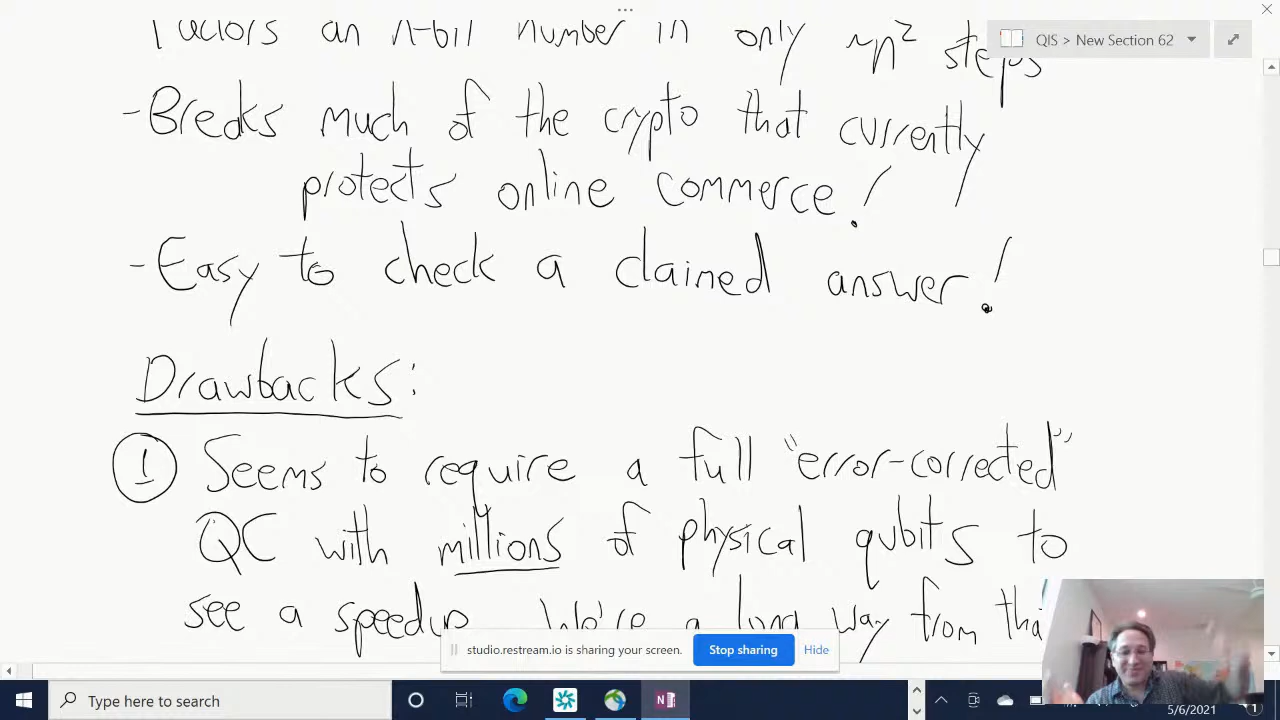 Factors an n-bit number in only ~n² steps
QIS > New Section 62
-Breaks much of the crypto that currently
protects online commerce!
-Easy to check a claimed answer!
Drawbacks:
1 Seems to require a full "error-corrected"
QC with millions of physical qubits to
see a speedup. We're a long way from that
studio.restream.io is sharing your screen.
Stop sharing
Hide
Type here to search
5/6/2021
1